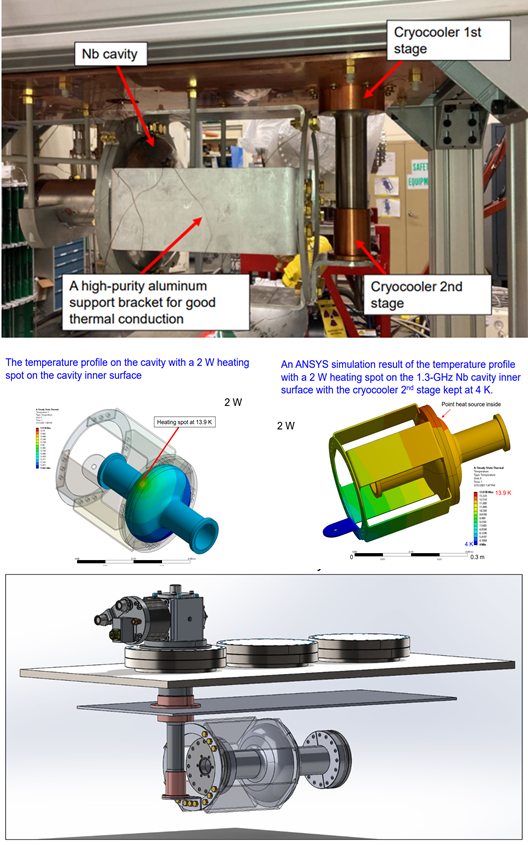 Nb cavity
Cryocooler 1st
stage
SAFETY
EQUIPM
A high-purity aluminum
support bracket for good
thermal conduction
Cryocooler 2nd
stage
The temperature profile on the cavity with a 2 W heating
spot on the cavity inner surface
An ANSYS simulation result of the temperature profile
with a 2 W heating spot on the 1.3-GHz Nb cavity inner
surface with the cryocooler 2nd stage kept at 4 K.
2 W
Heating spot at 13.9 K
2 W
Point heat source inside
13.9 K
4 K
0
0.3 m